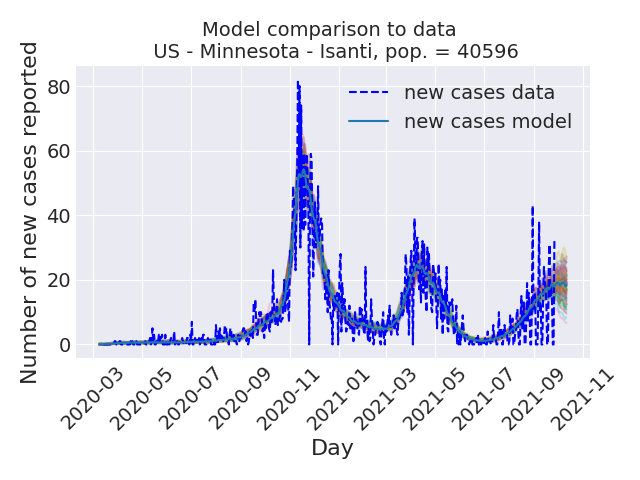 Model comparison to data
US - Minnesota - Isanti, pop. = 40596
Number of new cases reported
80
60
40
20
0
new cases data
new cases model
2020-03
2020-05
2020-07
2020-09
2020-11
2021-01
2021-03
2021-05
2021-07
2021-09
2021-11
Day